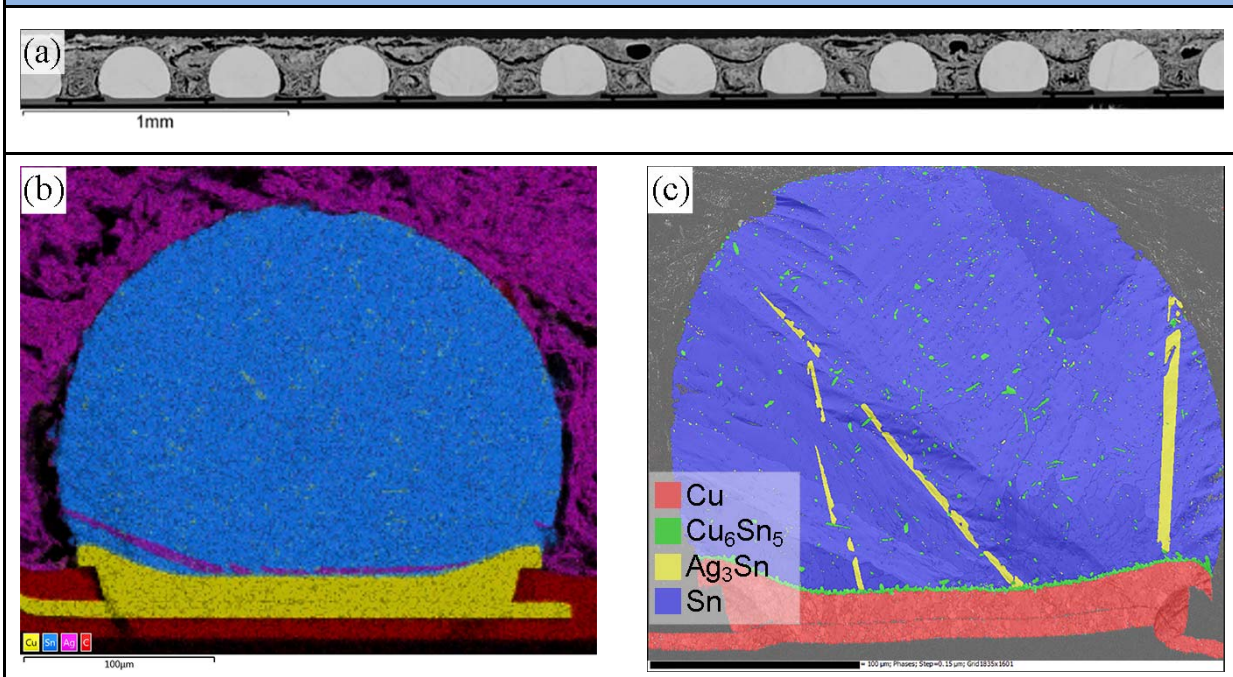 (a)
1mm
(b)
Cu Sn Ag C
100μm
(c)
Cu
Cu₆Sn₅
Ag₃Sn
Sn
= 100 μm; Phases; Step=0.15 μm; Grid1835x1601